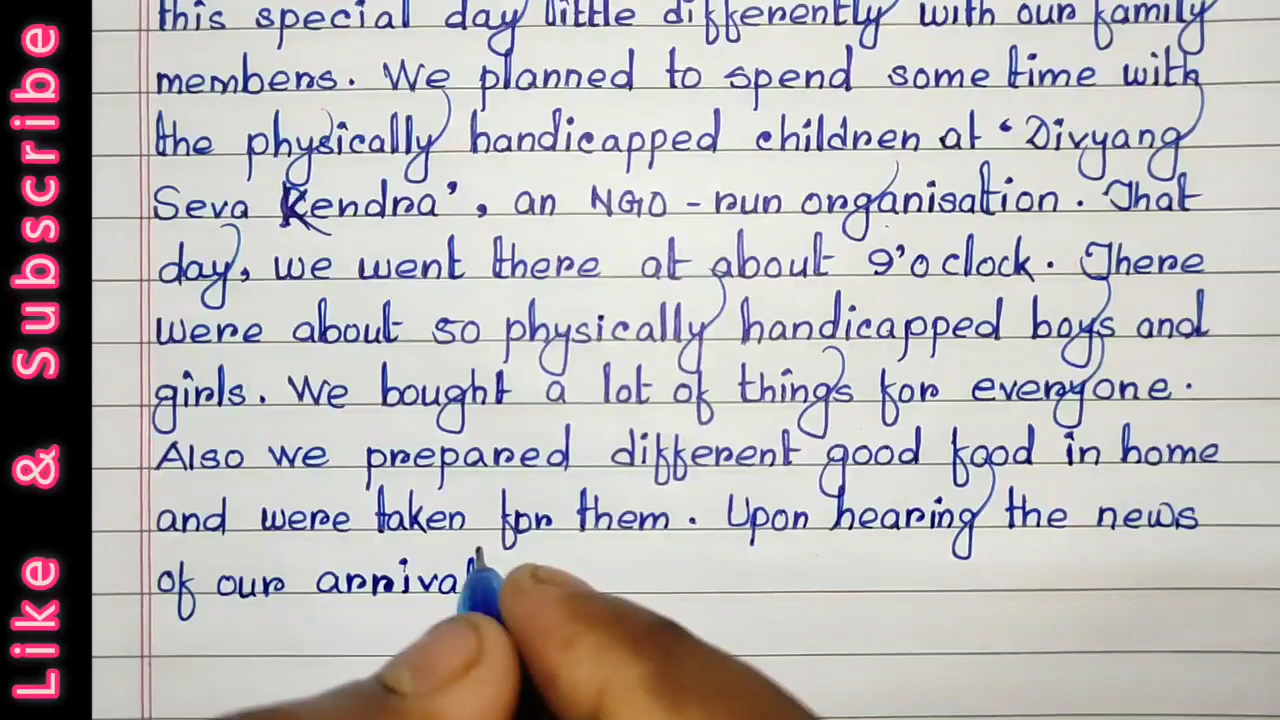 this special day little differently with our family
members. We planned to spend some time with
the physically handicapped children at 'Divyang
Seva Kendra', an NGO-run organisation. That
day, we went there at about 9'o clock. There
were about 50 physically handicapped boys and
girls. We bought a lot of things for everyone.
Also we prepared different good food in home
and were taken for them. Upon hearing the news
of our arrival
Like & Subscribe